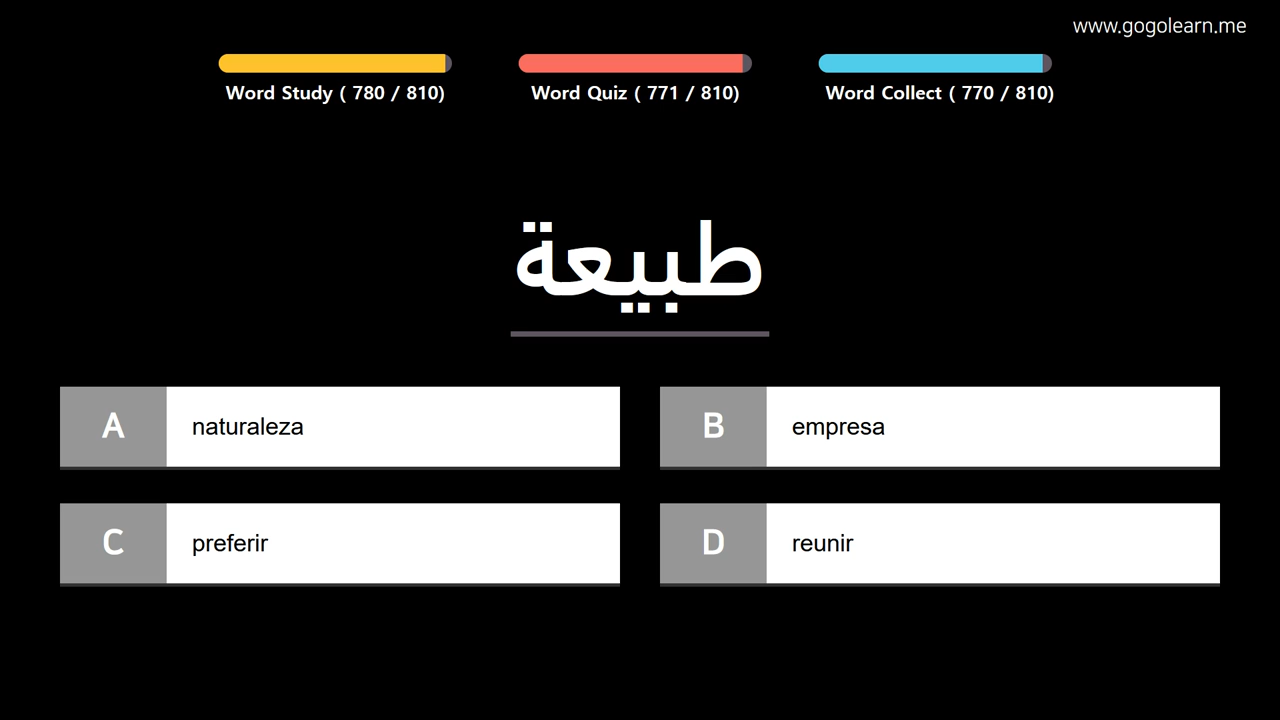 www.gogolearn.me
Word Study ( 780 / 810)
Word Quiz ( 771 / 810)
Word Collect ( 770 / 810)
طبيعة
A naturaleza
B empresa
C preferir
D reunir